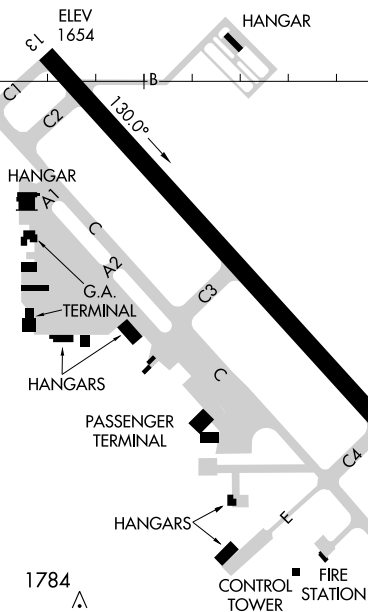 ELEV
1654
HANGAR
13
B
C1
C2
130.0°
HANGAR
A1
C
A2
G.A.
TERMINAL
C3
HANGARS
C
PASSENGER
TERMINAL
C4
HANGARS
E
1784
CONTROL
TOWER
FIRE
STATION